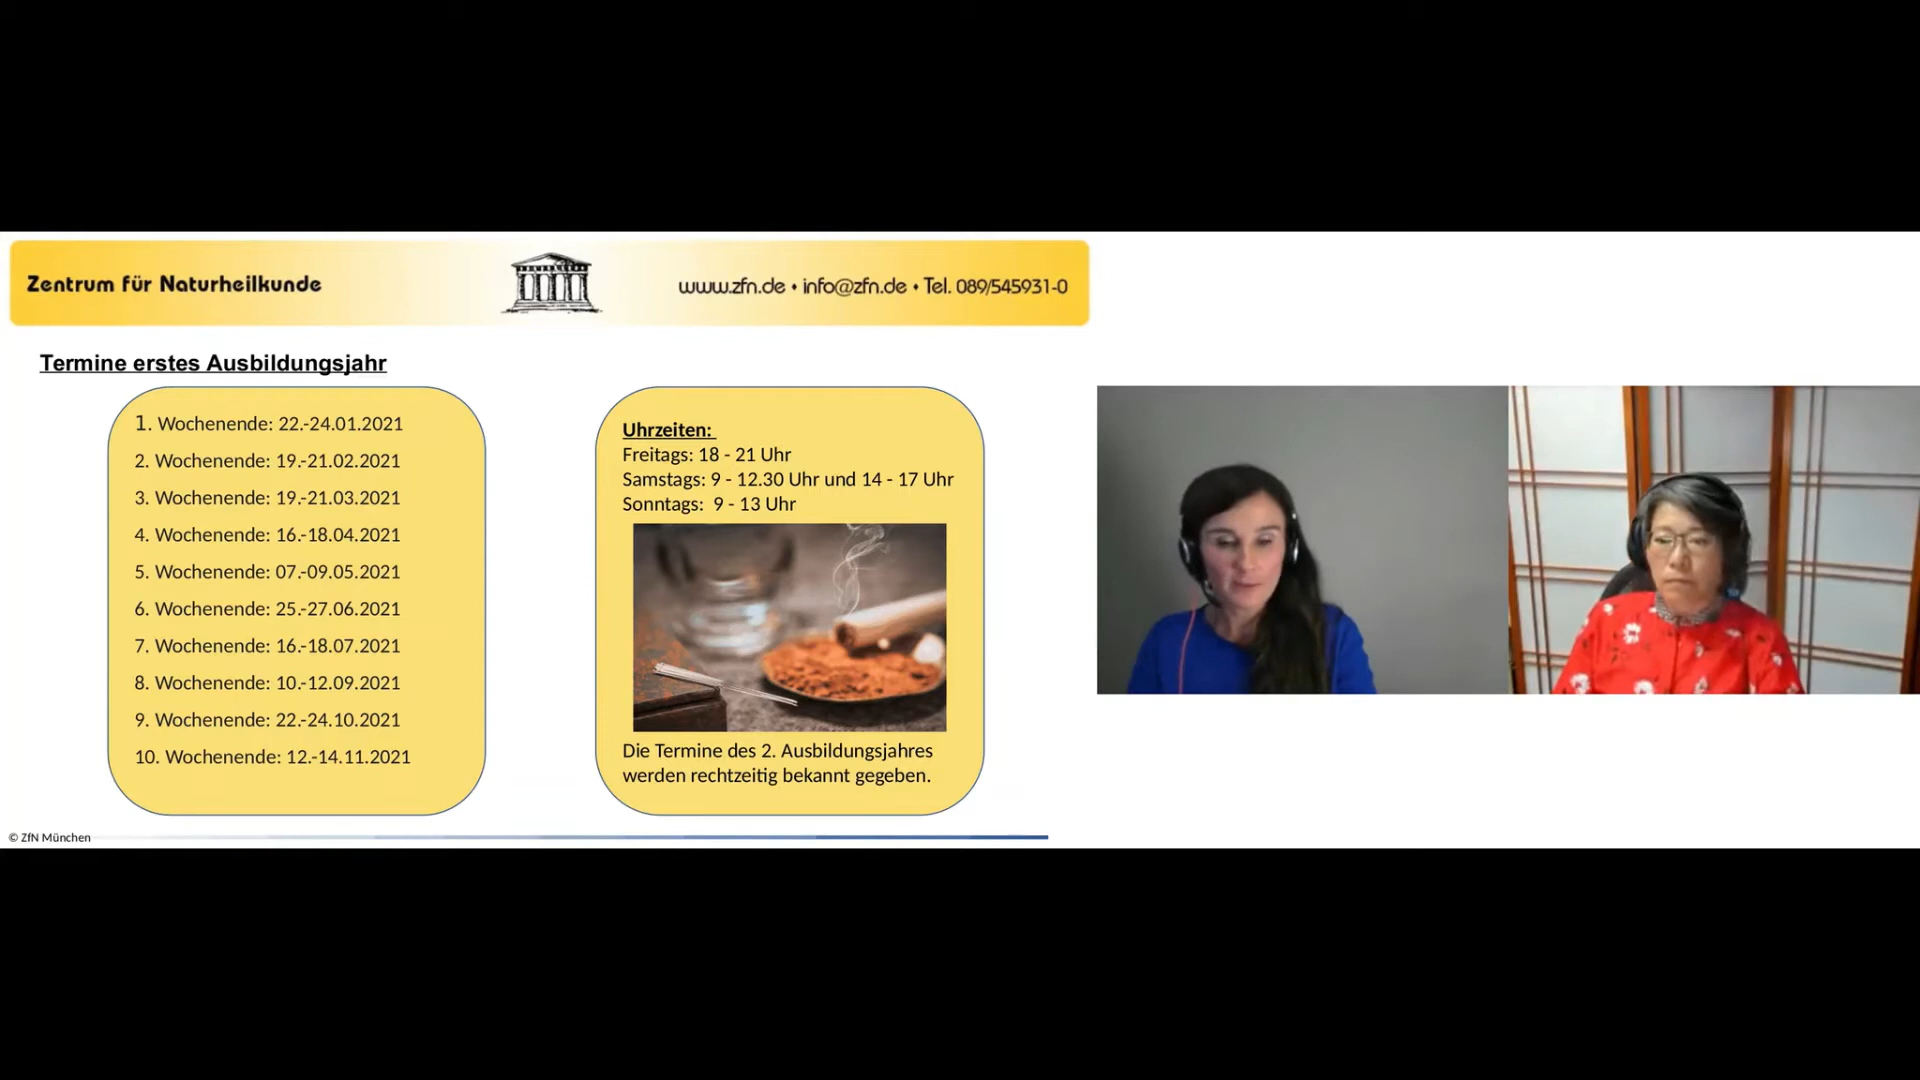 Zentrum für Naturheilkunde
www.zfn.de • info@zfn.de • Tel. 089/545931-0
Termine erstes Ausbildungsjahr
1. Wochenende: 22.-24.01.2021
2. Wochenende: 19.-21.02.2021
3. Wochenende: 19.-21.03.2021
4. Wochenende: 16.-18.04.2021
5. Wochenende: 07.-09.05.2021
6. Wochenende: 25.-27.06.2021
7. Wochenende: 16.-18.07.2021
8. Wochenende: 10.-12.09.2021
9. Wochenende: 22.-24.10.2021
10. Wochenende: 12.-14.11.2021
Uhrzeiten:
Freitags: 18 - 21 Uhr
Samstags: 9 - 12.30 Uhr und 14 - 17 Uhr
Sonntags: 9 - 13 Uhr
Die Termine des 2. Ausbildungsjahres
werden rechtzeitig bekannt gegeben.
© ZfN München